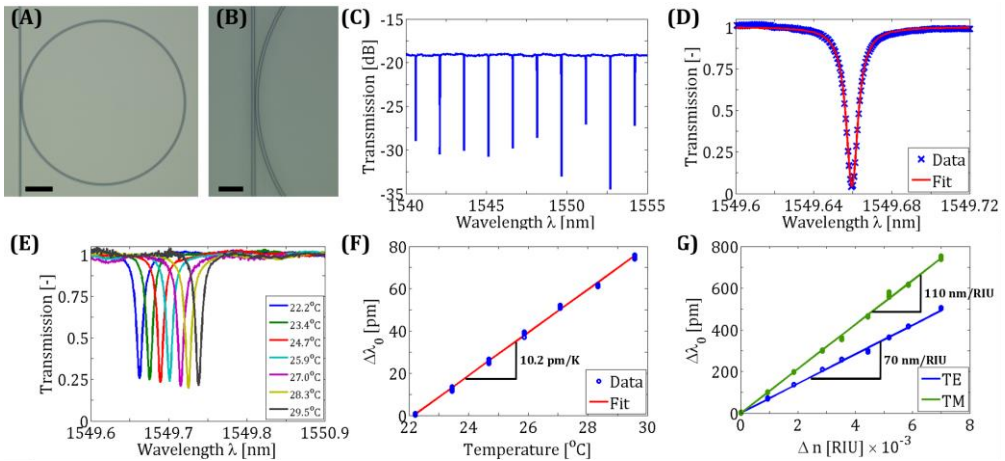 (A)
(B)
(C)
Transmission [dB]
-15
-20
-25
-30
-35
1540
1545
1550
1555
Wavelength λ [nm]
(D)
Transmission [-]
1
0.75
0.5
0.25
0
× Data
Fit
1549.6
1549.66
1549.68
1549.72
Wavelength λ [nm]
(E)
Transmission [-]
1
0.75
0.5
0.25
0
22.2°C
23.4°C
24.7°C
25.9°C
27.0°C
28.3°C
29.5°C
1549.6
1549.7
1549.8
1550.9
Wavelength λ [nm]
(F)
Δλ₀ [pm]
80
60
40
20
0
10.2 pm/K
Data
Fit
22
24
26
28
30
Temperature [°C]
(G)
Δλ₀ [pm]
800
600
400
200
0
110 nm/RIU
70 nm/RIU
TE
TM
0
2
4
6
8
Δ n [RIU] × 10⁻³